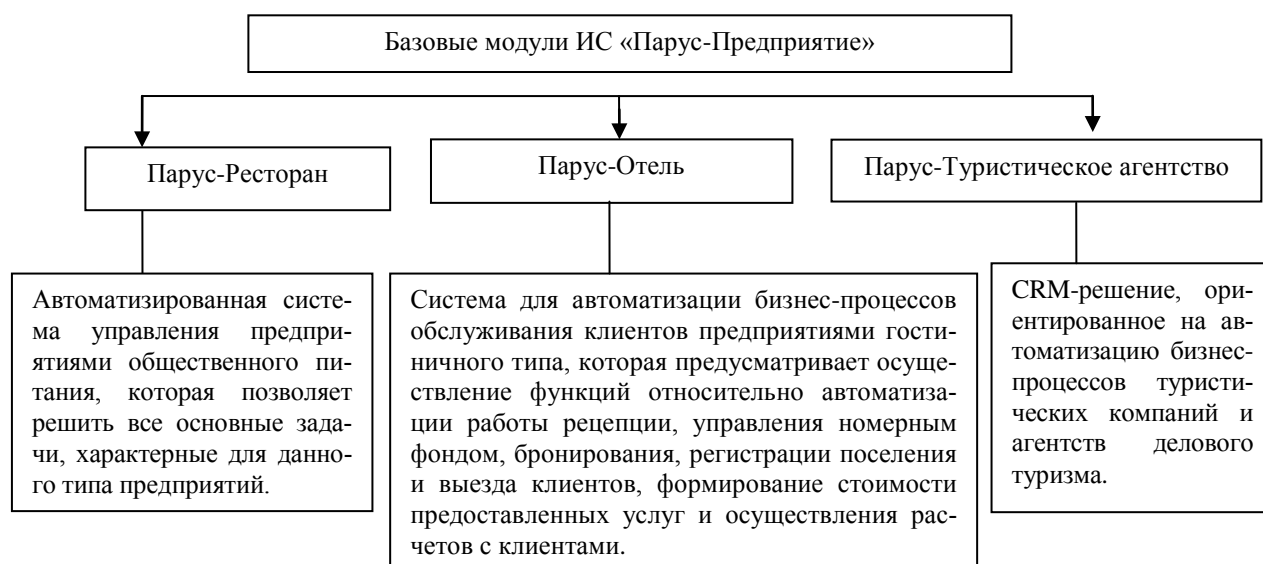 Базовые модули ИС «Парус-Предприятие»
Парус-Ресторан
Парус-Отель
Парус-Туристическое агентство
Автоматизированная систе-
ма управления предпри-
ятиями общественного пи-
тания, которая позволяет
решить все основные зада-
чи, характерные для данно-
го типа предприятий.
Система для автоматизации бизнес-процессов
обслуживания клиентов предприятиями гости-
ничного типа, которая предусматривает осуще-
ствление функций относительно автоматиза-
ции работы рецепции, управления номерным
фондом, бронирования, регистрации поселения
и выезда клиентов, формирование стоимости
предоставленных услуг и осуществления рас-
четов с клиентами.
CRM-решение, ори-
ентированное на ав-
томатизацию бизнес-
процессов туристи-
ческих компаний и
агентств делового
туризма.